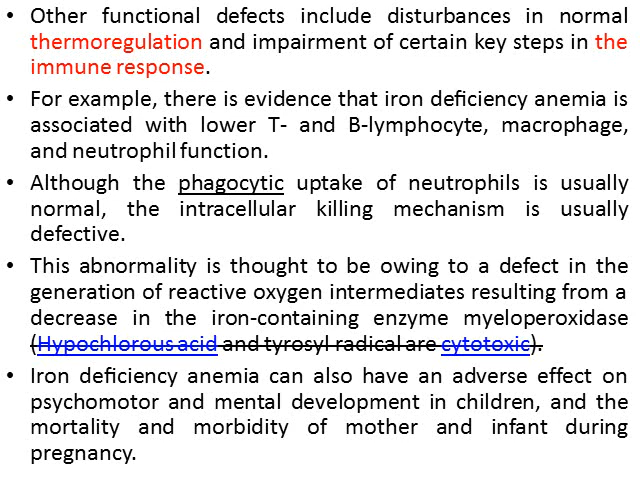 • Other functional defects include disturbances in normal
thermoregulation and impairment of certain key steps in the
immune response.
• For example, there is evidence that iron deficiency anemia is
associated with lower T- and B-lymphocyte, macrophage,
and neutrophil function.
• Although the phagocytic uptake of neutrophils is usually
normal, the intracellular killing mechanism is usually
defective.
• This abnormality is thought to be owing to a defect in the
generation of reactive oxygen intermediates resulting from a
decrease in the iron-containing enzyme myeloperoxidase
(Hypochlorous acid and tyrosyl radical are cytotoxic).
• Iron deficiency anemia can also have an adverse effect on
psychomotor and mental development in children, and the
mortality and morbidity of mother and infant during
pregnancy.